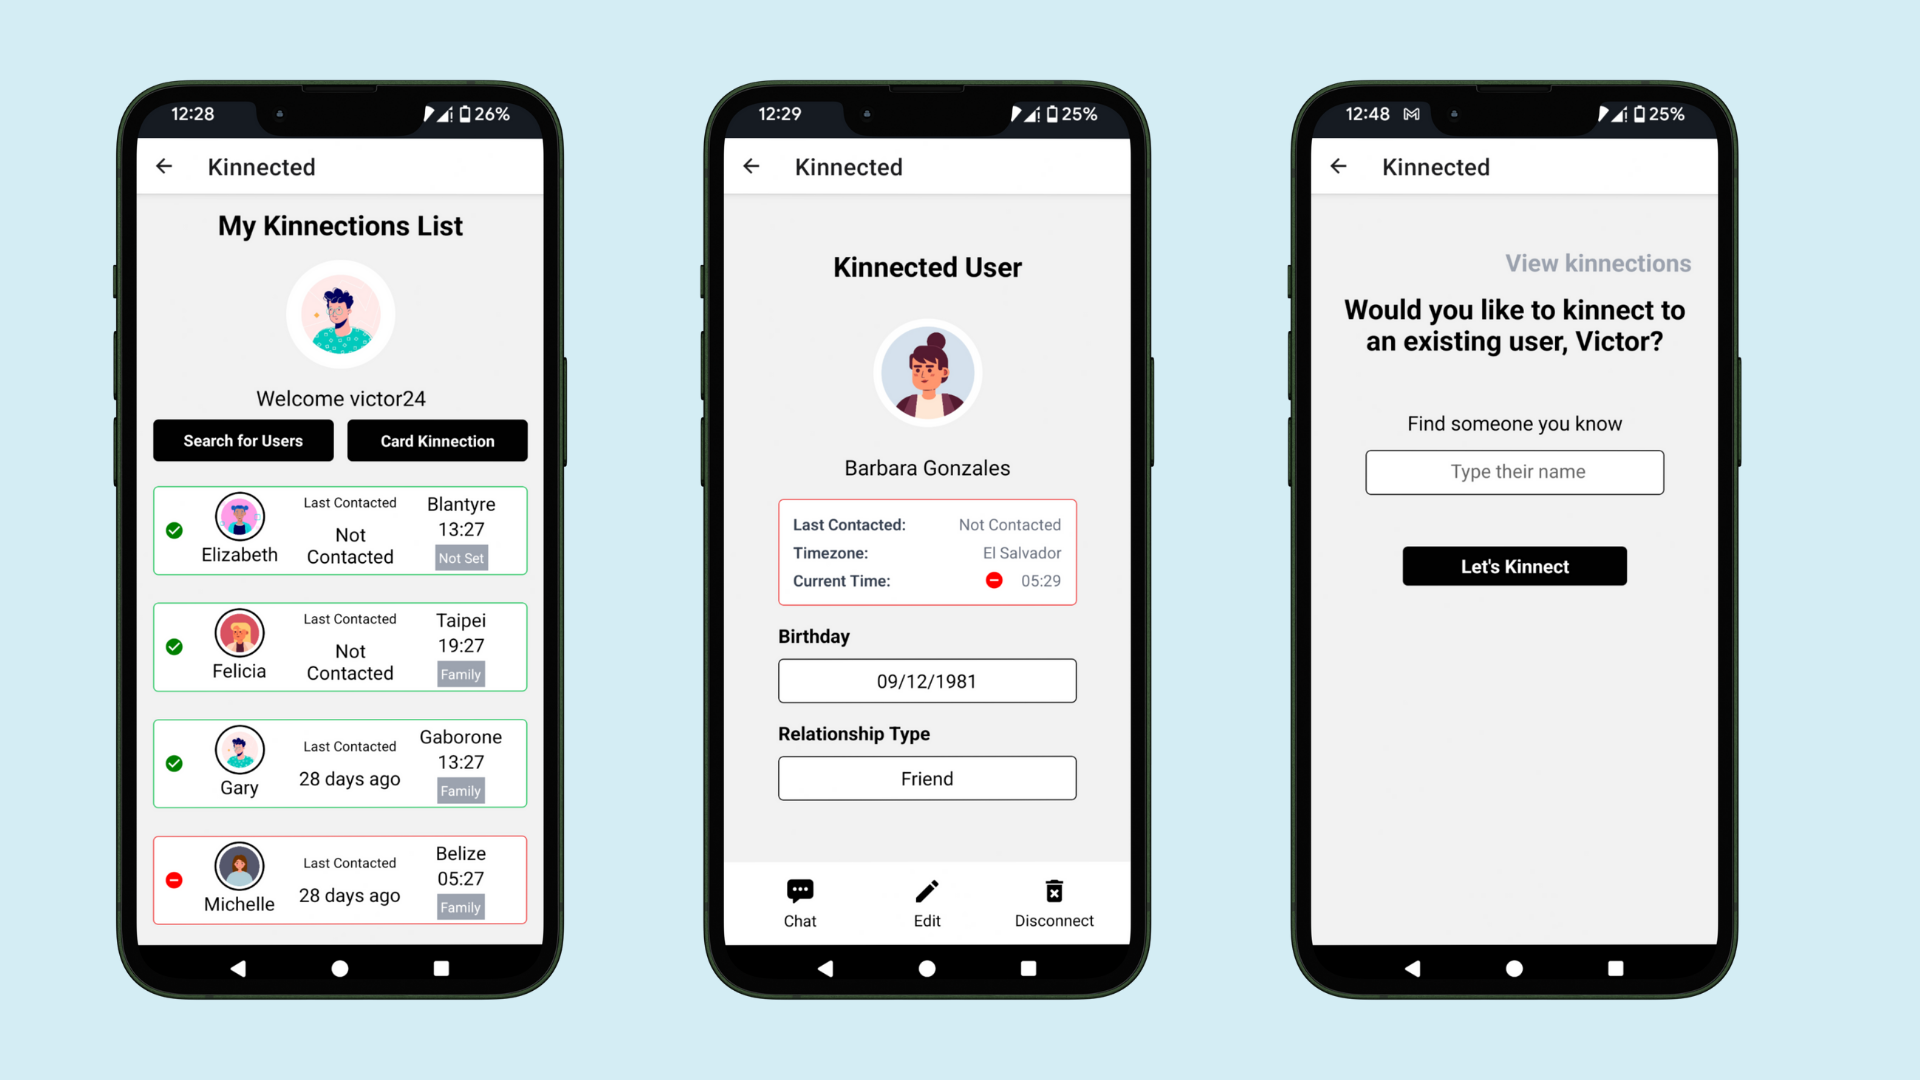 12:28
26%
Kinnected
My Kinnections List
Welcome victor24
Search for Users
Card Kinnection
Last Contacted
Not
Contacted
Elizabeth
Blantyre
13:27
Not Set
Last Contacted
Not
Contacted
Felicia
Taipei
19:27
Family
Last Contacted
28 days ago
Gary
Gaborone
13:27
Family
Last Contacted
28 days ago
Michelle
Belize
05:27
Family
12:29
25%
Kinnected
Kinnected User
Barbara Gonzales
Last Contacted: Not Contacted
Timezone: El Salvador
Current Time: 05:29
Birthday
09/12/1981
Relationship Type
Friend
Chat
Edit
Disconnect
12:48
25%
Kinnected
View kinnections
Would you like to kinnect to
an existing user, Victor?
Find someone you know
Type their name
Let's Kinnect